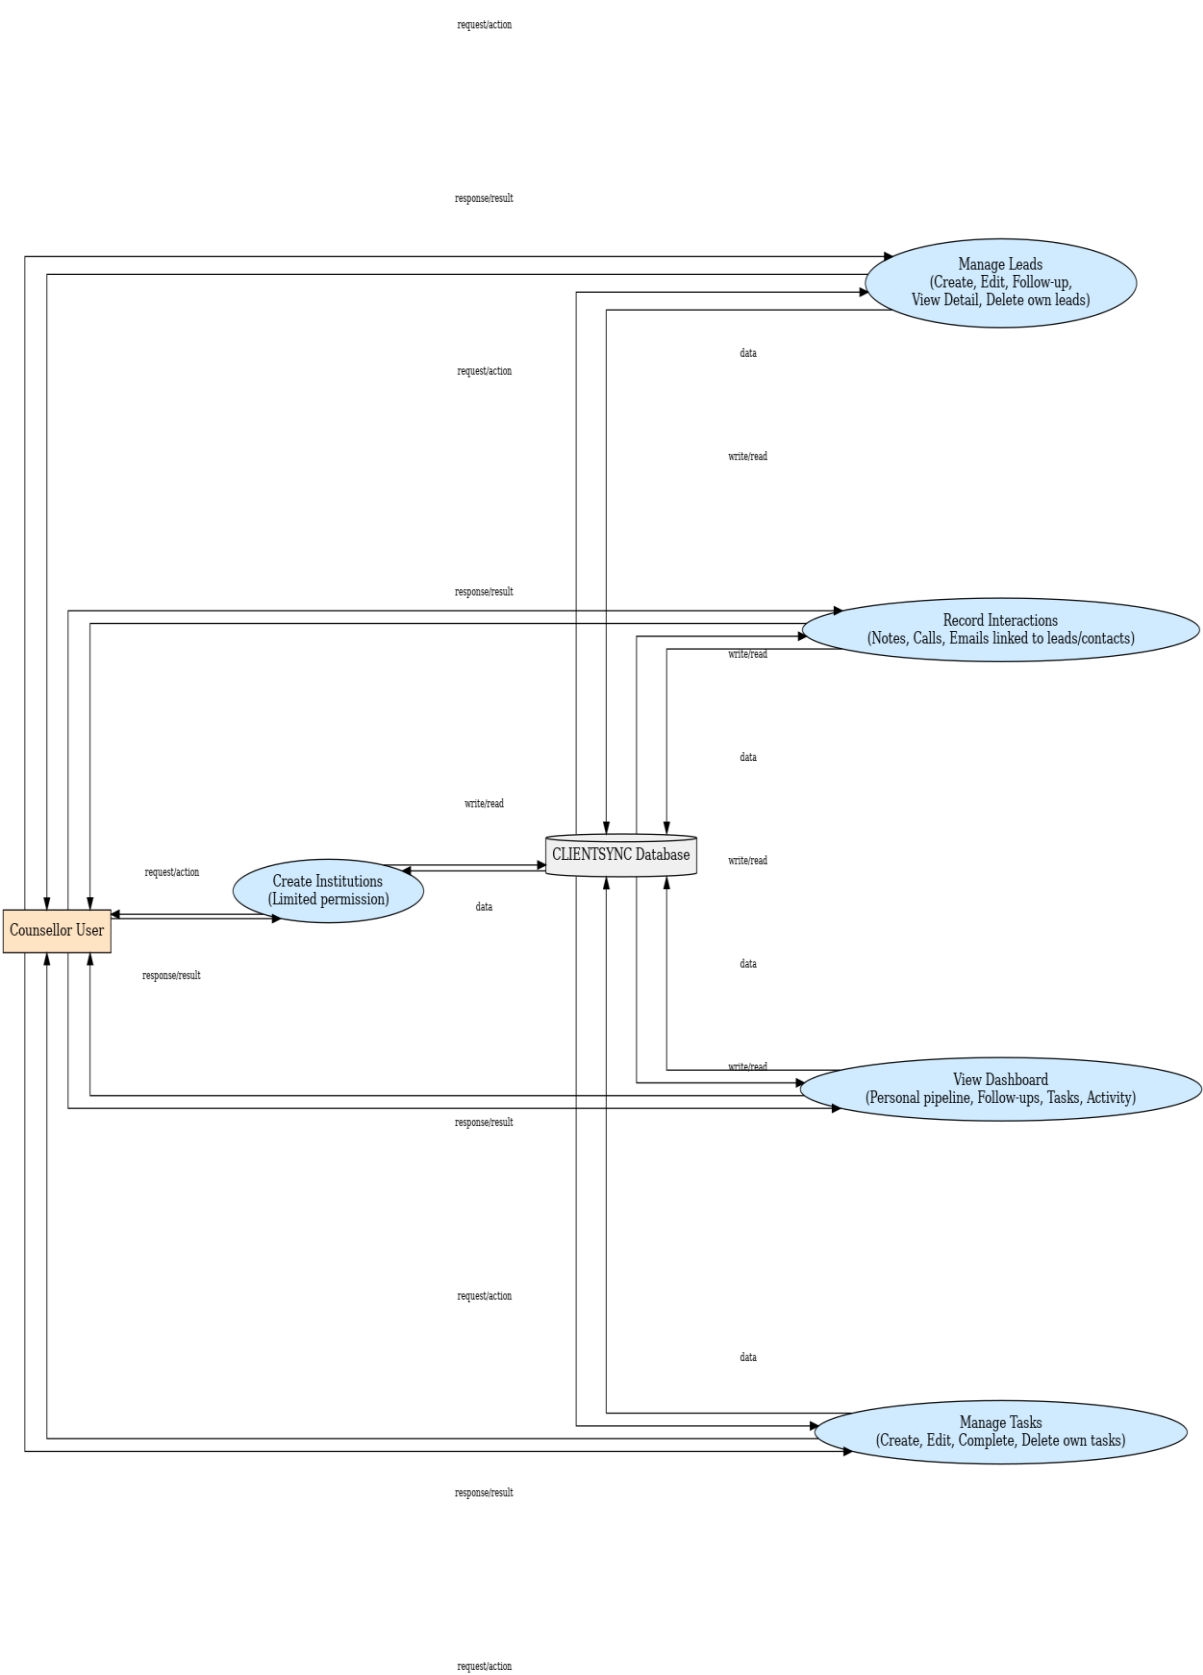 request/action
response/result
Manage Leads
(Create, Edit, Follow-up,
View Detail, Delete own leads)
data
request/action
write/read
response/result
Record Interactions
(Notes, Calls, Emails linked to leads/contacts)
write/read
data
write/read
CLIENTSYNC Database
write/read
request/action
Create Institutions
(Limited permission)
data
Counsellor User
data
response/result
write/read
View Dashboard
(Personal pipeline, Follow-ups, Tasks, Activity)
response/result
request/action
data
Manage Tasks
(Create, Edit, Complete, Delete own tasks)
response/result
request/action